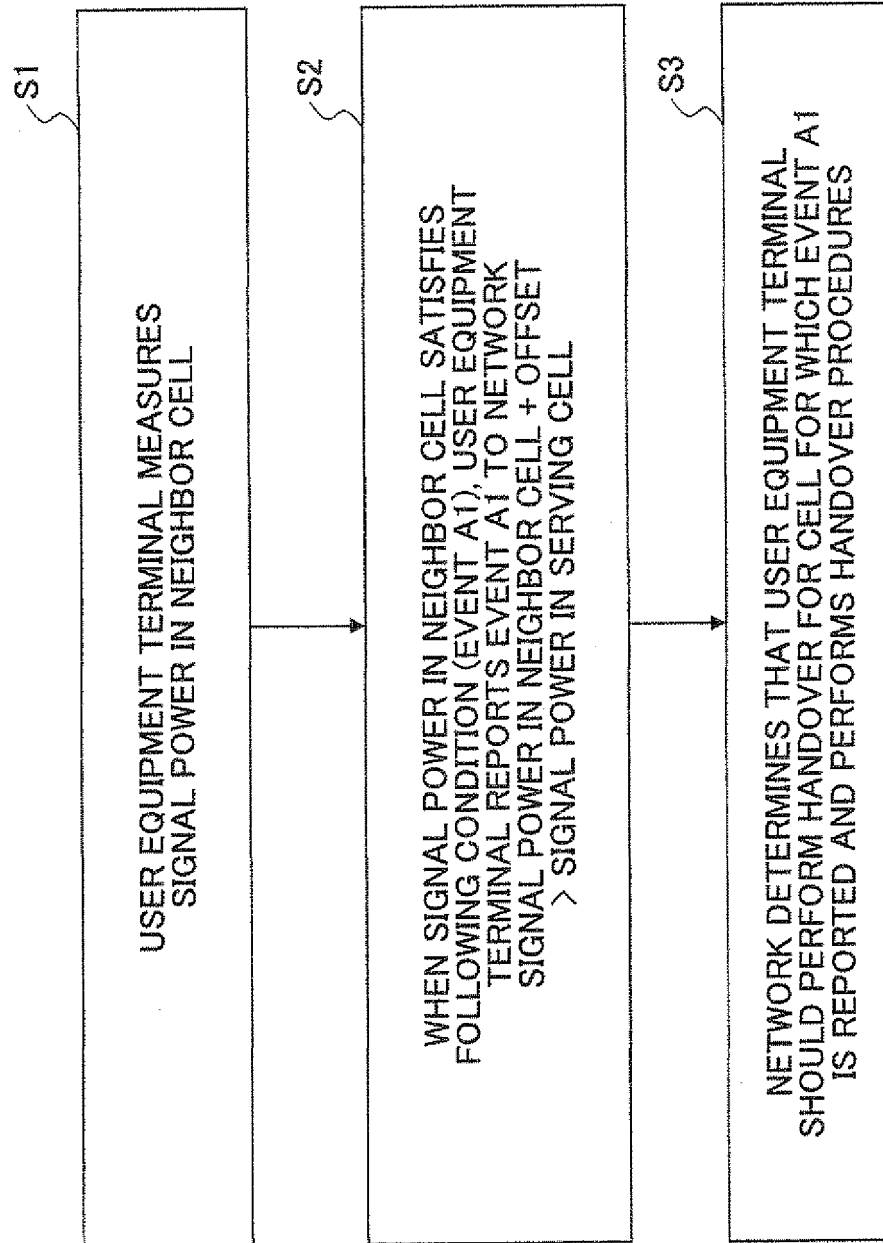 S1
USER EQUIPMENT TERMINAL MEASURES
SIGNAL POWER IN NEIGHBOR CELL
S2
WHEN SIGNAL POWER IN NEIGHBOR CELL SATISFIES
FOLLOWING CONDITION (EVENT A1), USER EQUIPMENT
TERMINAL REPORTS EVENT A1 TO NETWORK
SIGNAL POWER IN NEIGHBOR CELL + OFFSET
> SIGNAL POWER IN SERVING CELL
S3
NETWORK DETERMINES THAT USER EQUIPMENT TERMINAL
SHOULD PERFORM HANDOVER FOR CELL FOR WHICH EVENT A1
IS REPORTED AND PERFORMS HANDOVER PROCEDURES